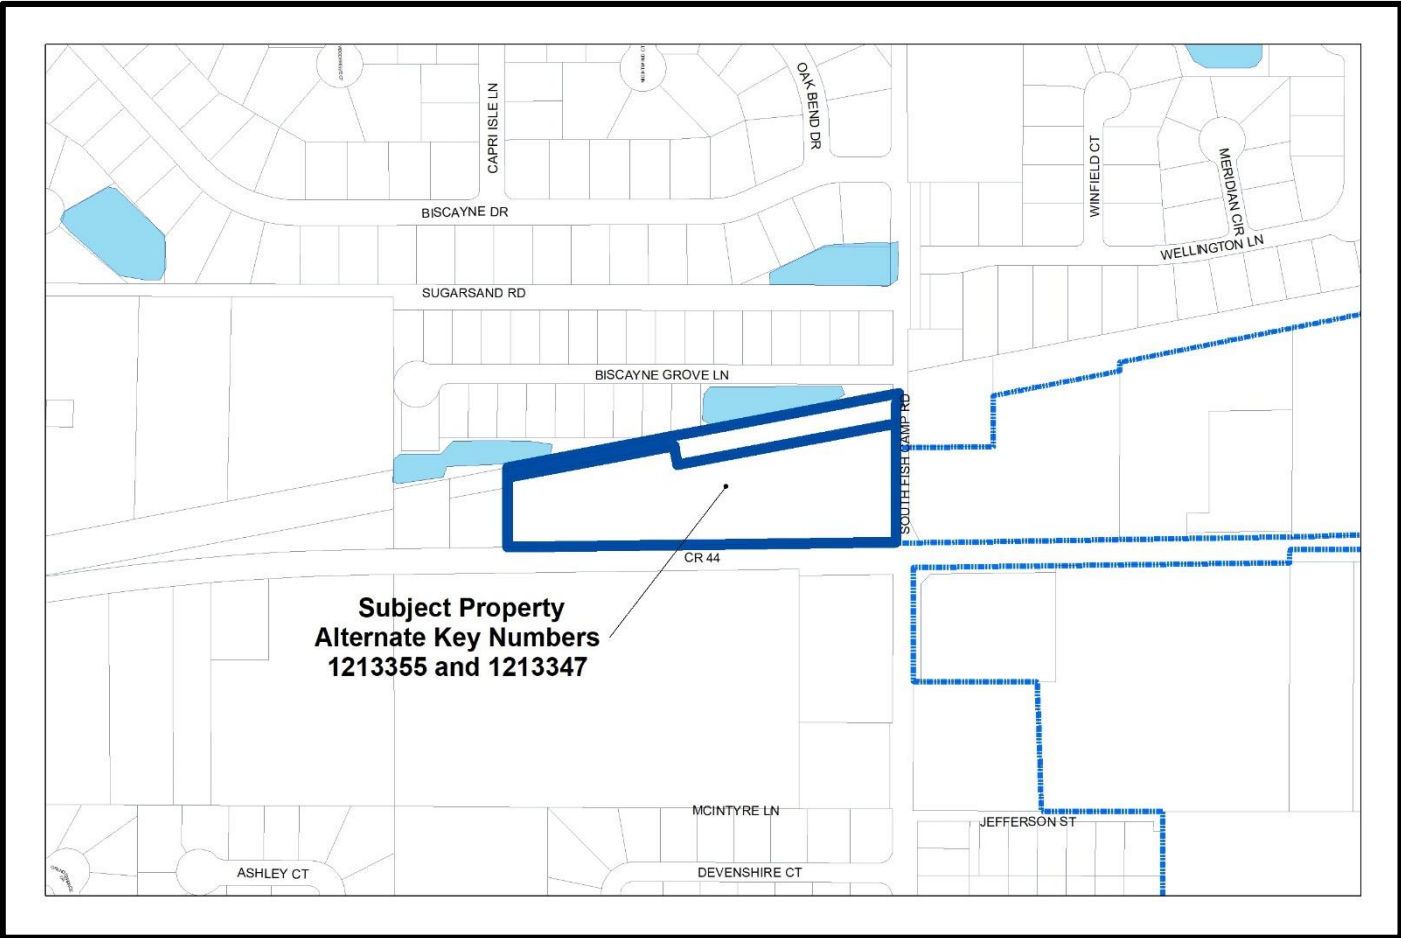 OAK BEND DR
CAPRI ISLE LN
WINFIELD CT
MERIDIAN CIR
BISCAYNE DR
WELLINGTON LN
SUGARSAND RD
BISCAYNE GROVE LN
SOUTH FISH CAMP RD
CR 44
Subject Property
Alternate Key Numbers
1213355 and 1213347
MCINTYRE LN
JEFFERSON ST
ASHLEY CT
DEVENSHIRE CT